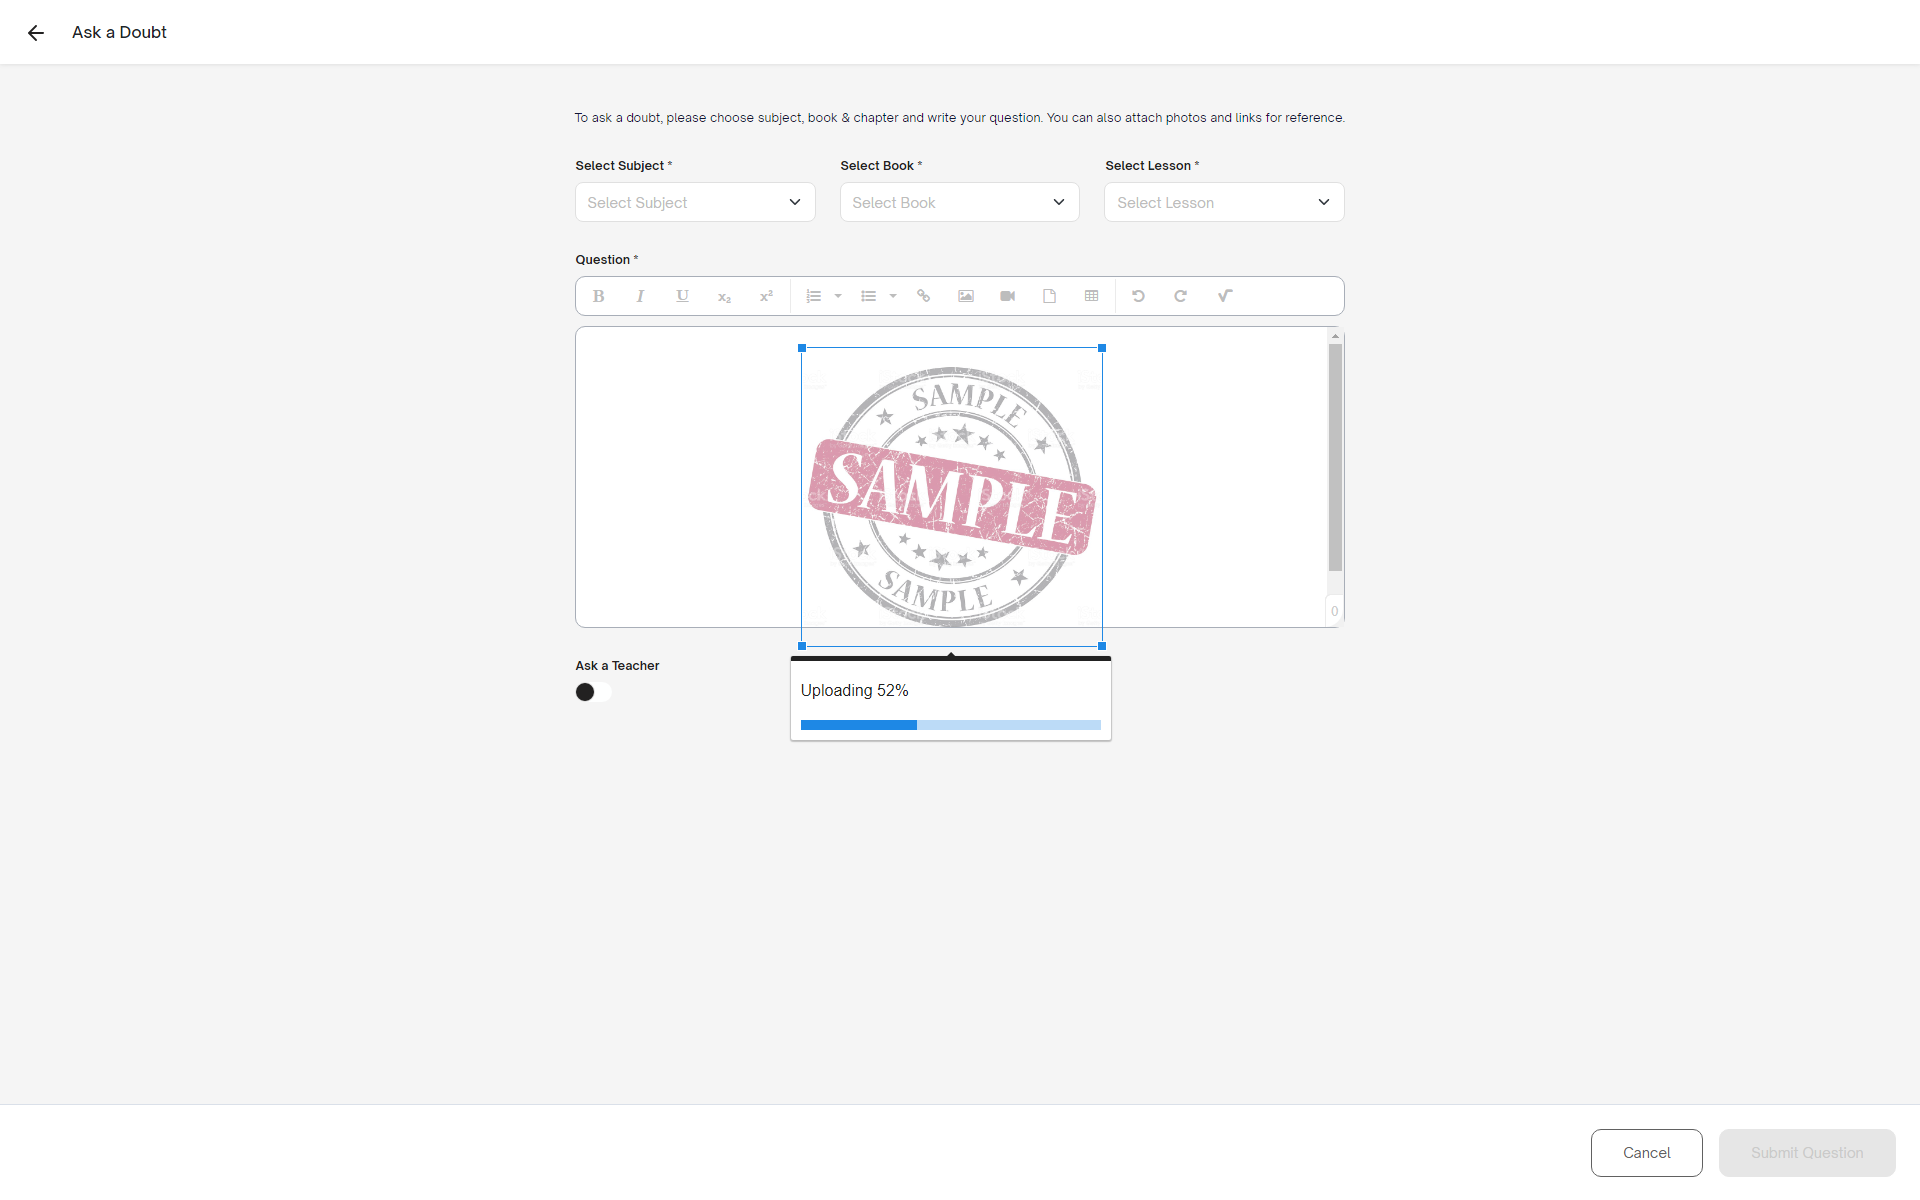 Ask a Doubt
To ask a doubt, please choose subject, book & chapter and write your question. You can also attach photos and links for reference.
Select Subject * Select Book * Select Lesson *
Select Subject Select Book Select Lesson
Question *
B I U x₂ x²
SAMPLE
SAMPLE
SAMPLE
0
Ask a Teacher
Uploading 52%
Cancel Submit Question